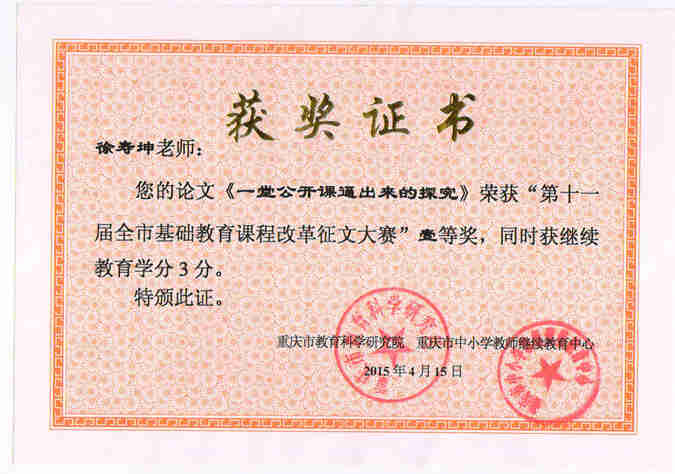 获奖证书
徐寿坤老师：
您的论文《一堂公开课逼出来的探究》荣获“第十一
届全市基础教育课程改革征文大赛”壹等奖，同时获继续
教育学分3分。
特颁此证。
重庆市教育科学研究院 重庆市中小学教师继续教育中心
2015年4月15日